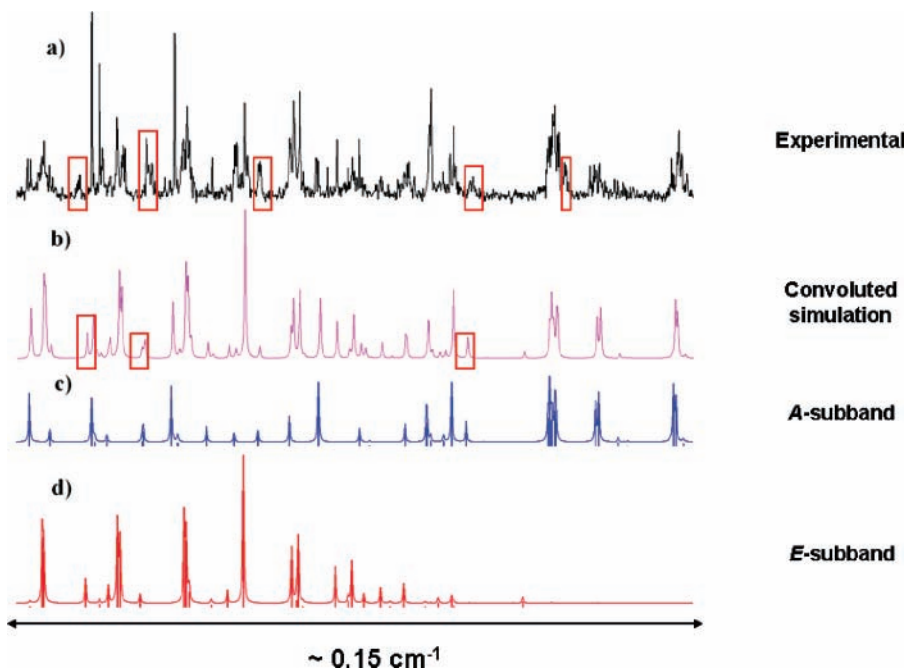 a)
Experimental
b)
Convoluted
simulation
c)
A-subband
d)
E-subband
~ 0.15 cm⁻¹